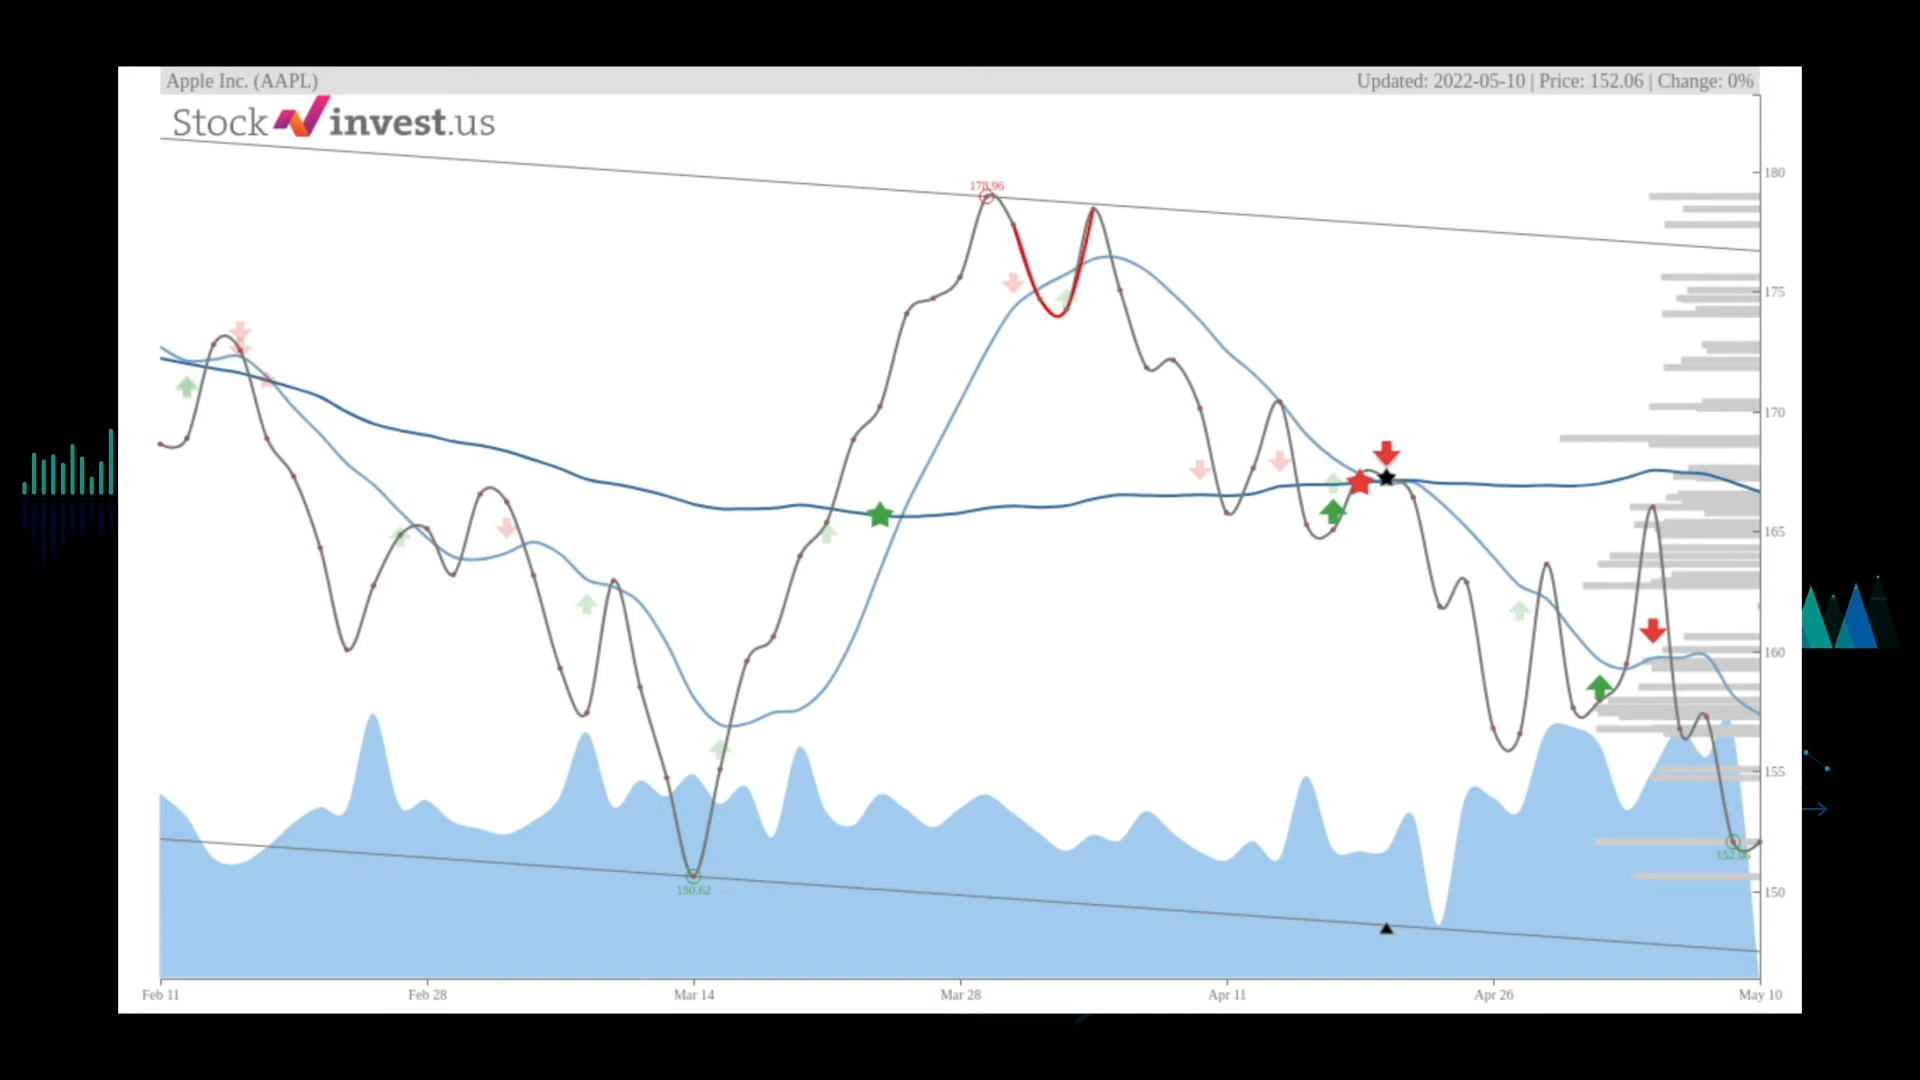 Apple Inc. (AAPL)
Updated: 2022-05-10 | Price: 152.06 | Change: 0%
Stock invest.us
180
178.96
175
170
165
160
155
152.06
150.62
150
Feb 11
Feb 28
Mar 14
Mar 28
Apr 11
Apr 26
May 10